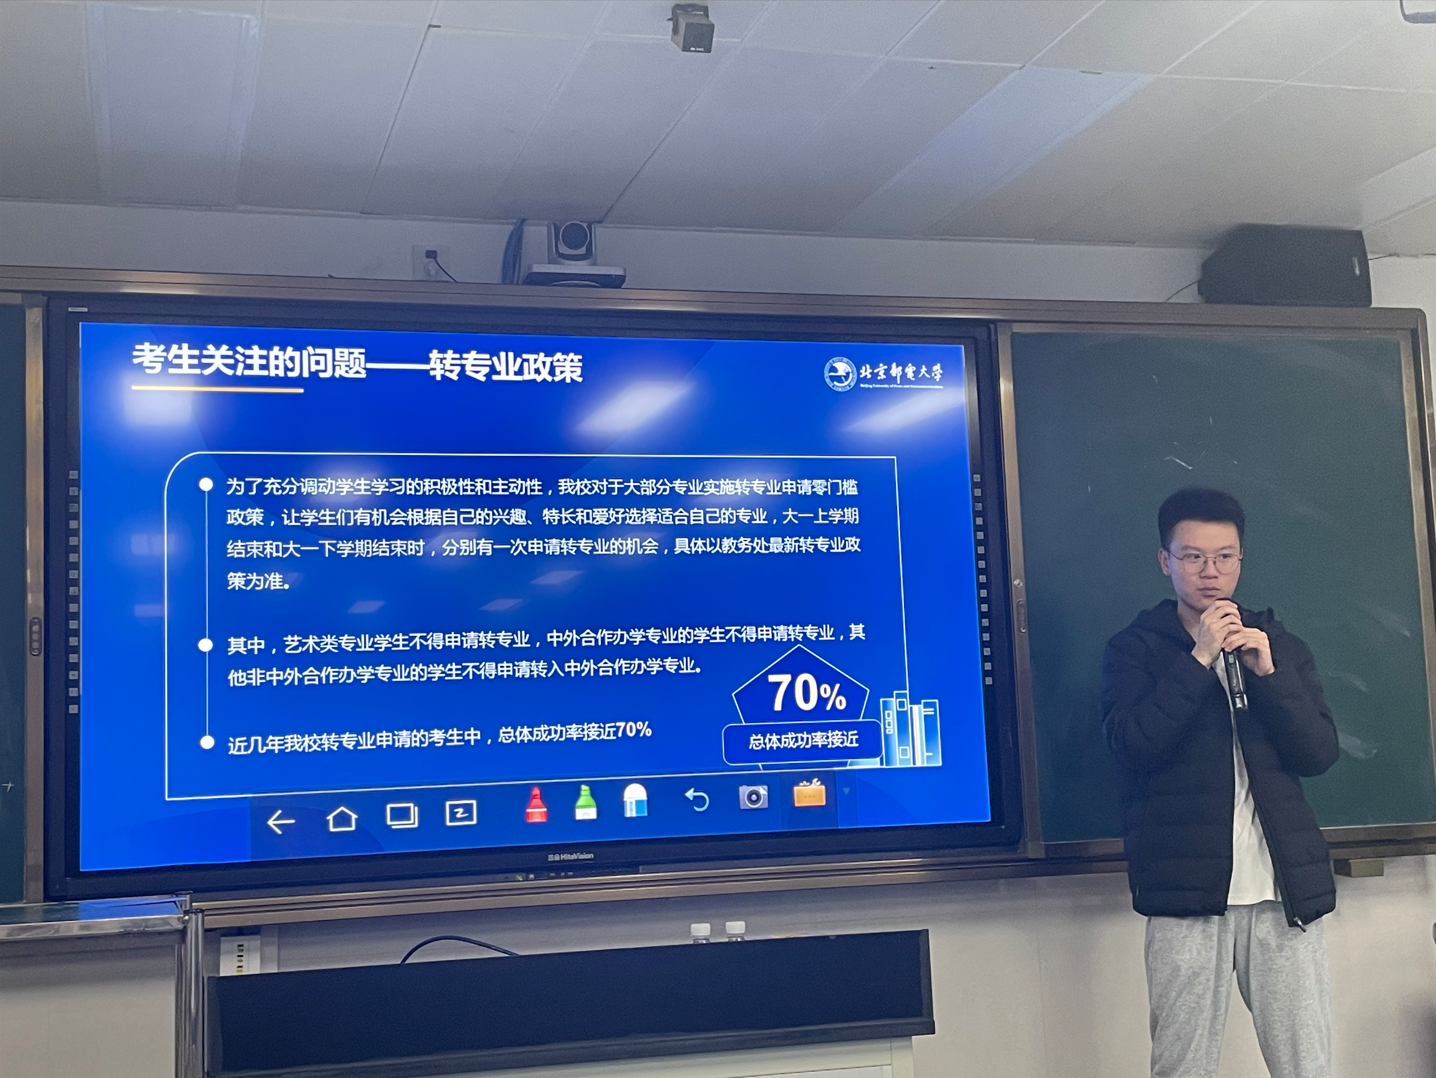 考生关注的问题——转专业政策
北京邮电大学
Beijing University of Posts and Telecommunications
为了充分调动学生学习的积极性和主动性，我校对于大部分专业实施转专业申请零门槛
政策，让学生们有机会根据自己的兴趣、特长和爱好选择适合自己的专业，大一上学期
结束和大一下学期结束时，分别有一次申请转专业的机会，具体以教务处最新转专业政
策为准。
其中，艺术类专业学生不得申请转专业，中外合作办学专业的学生不得申请转专业，其
他非中外合作办学专业的学生不得申请转入中外合作办学专业。
近几年我校转专业申请的考生中，总体成功率接近70%
70%
总体成功率接近
HiteVision